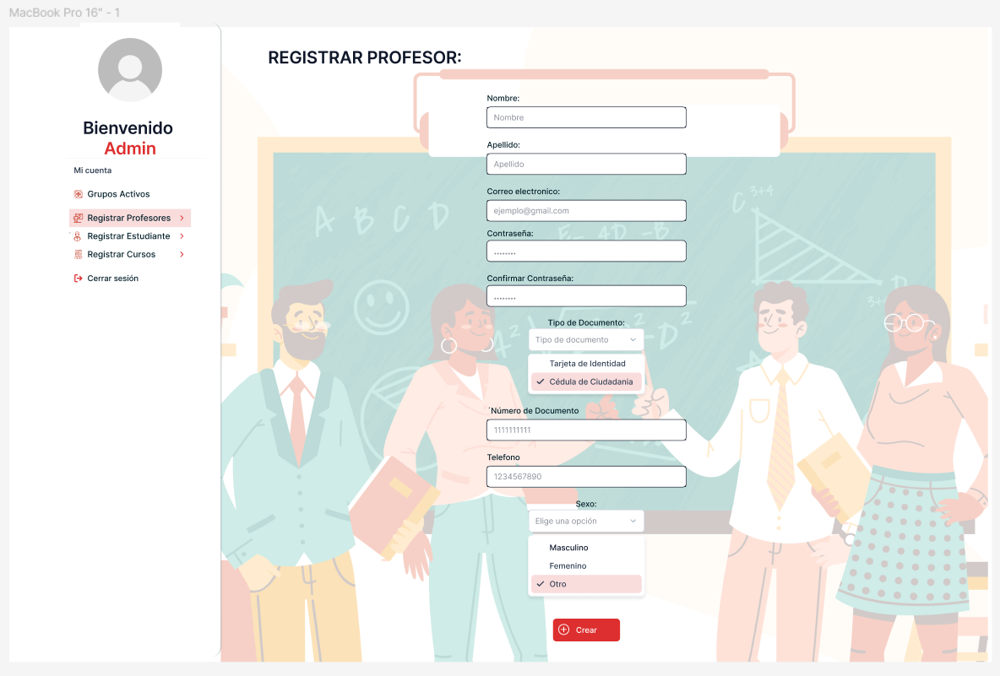 MacBook Pro 16" - 1
Bienvenido
Admin
Mi cuenta
Grupos Activos
Registrar Profesores
Registrar Estudiante
Registrar Cursos
Cerrar sesión
REGISTRAR PROFESOR:
Nombre:
Nombre
Apellido:
Apellido
Correo electronico:
ejemplo@gmail.com
Contraseña:
........
Confirmar Contraseña:
........
Tipo de Documento:
Tipo de documento
Tarjeta de Identidad
Cédula de Ciudadania
Número de Documento
1111111111
Telefono
1234567890
Sexo:
Elige una opción
Masculino
Femenino
Otro
Crear
A B C D